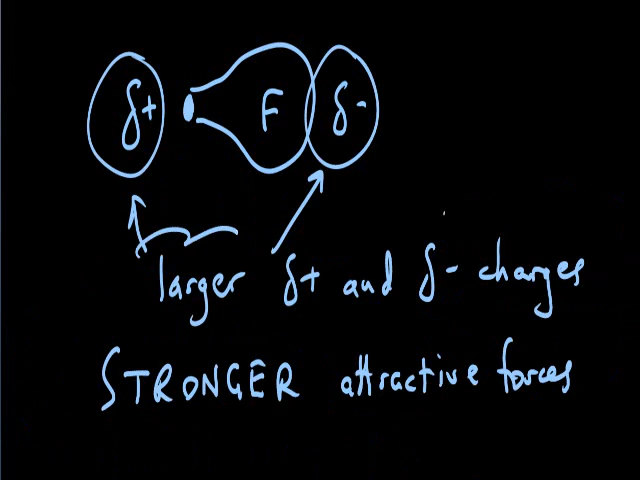 δ+ F δ-
larger δ+ and δ- charges
STRONGER attractive forces